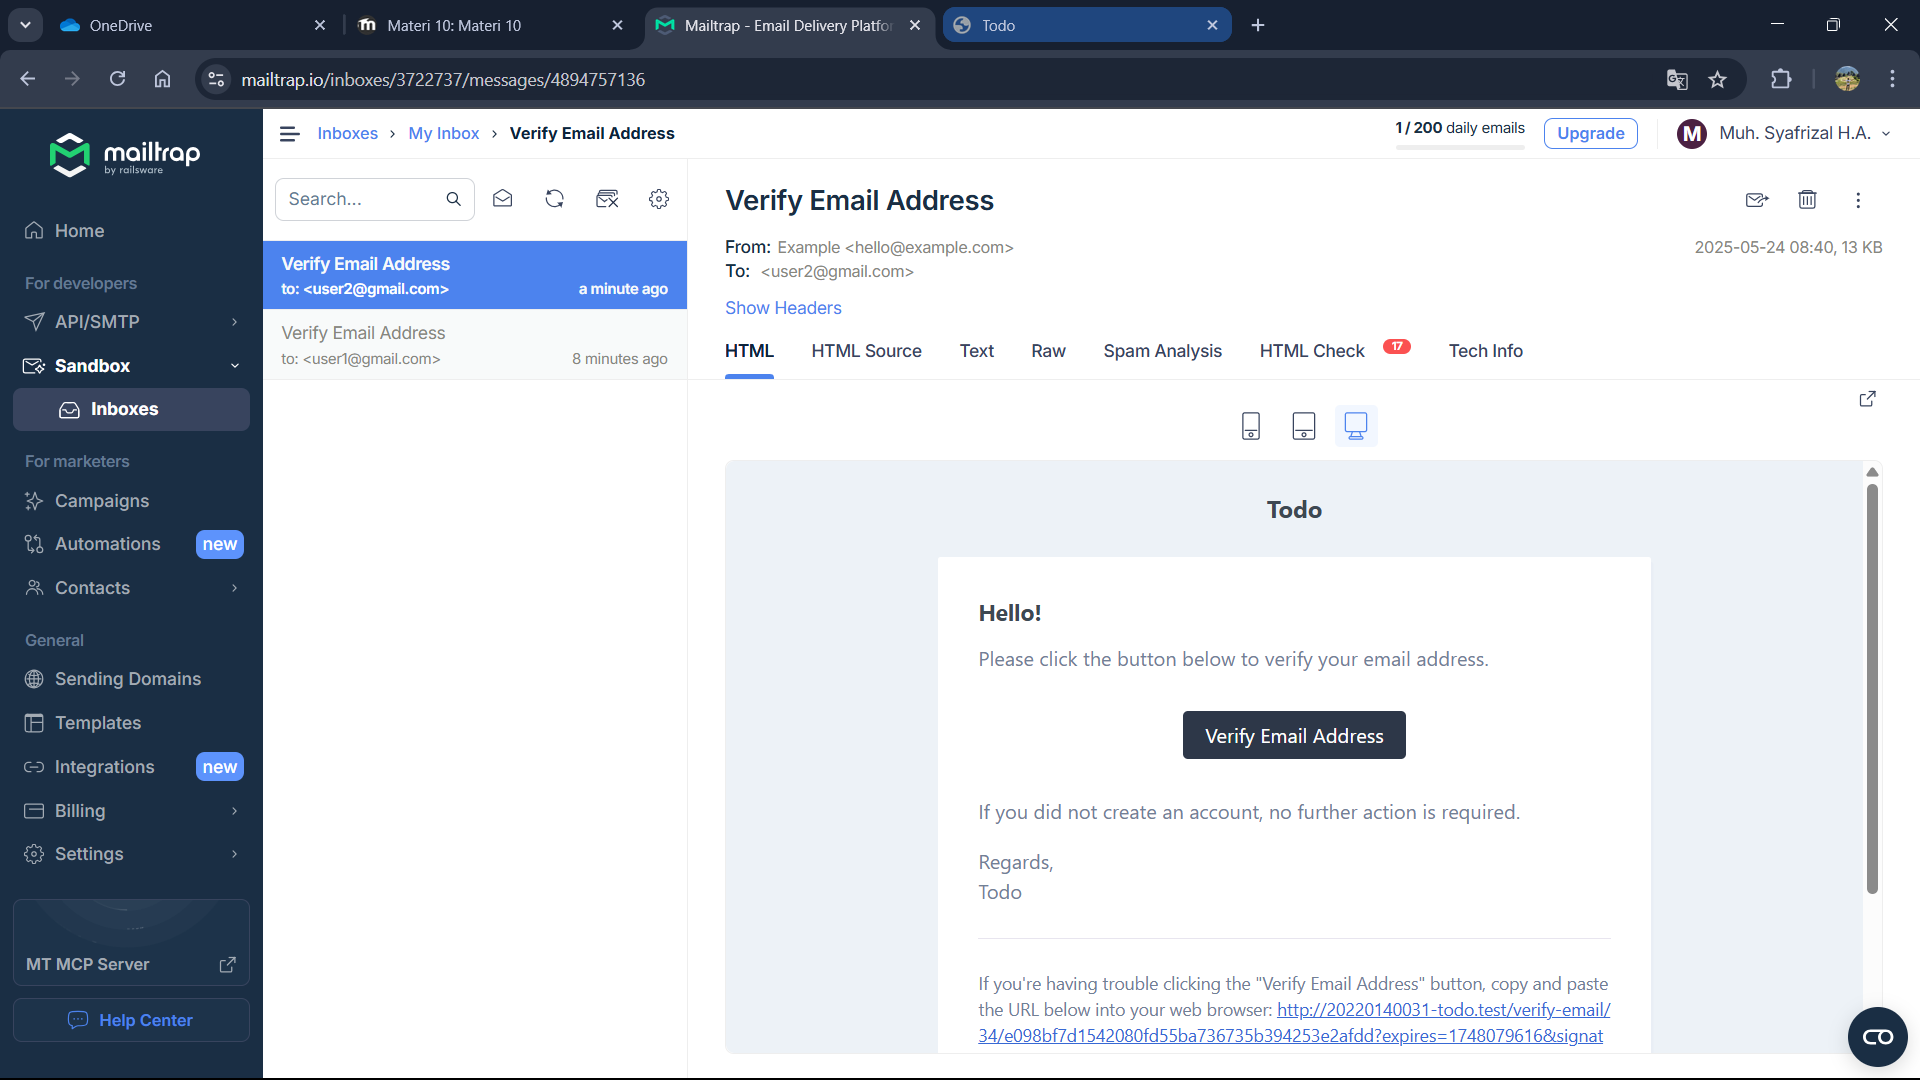 OneDrive
Materi 10: Materi 10
Mailtrap - Email Delivery Platfo
Todo
mailtrap.io/inboxes/3722737/messages/4894757136
mailtrap
by railsware
Home
For developers
API/SMTP
Sandbox
Inboxes
For marketers
Campaigns
Automations new
Contacts
General
Sending Domains
Templates
Integrations new
Billing
Settings
MT MCP Server
Help Center
Inboxes › My Inbox › Verify Email Address
1 / 200 daily emails
Upgrade
M Muh. Syafrizal H.A.
Search...
Verify Email Address
to: <user2@gmail.com> a minute ago
Verify Email Address
to: <user1@gmail.com> 8 minutes ago
Verify Email Address
From: Example <hello@example.com>
2025-05-24 08:40, 13 KB
To: <user2@gmail.com>
Show Headers
HTML HTML Source Text Raw Spam Analysis HTML Check 17 Tech Info
Todo
Hello!
Please click the button below to verify your email address.
Verify Email Address
If you did not create an account, no further action is required.
Regards,
Todo
If you're having trouble clicking the "Verify Email Address" button, copy and paste
the URL below into your web browser: http://20220140031-todo.test/verify-email/
34/e098bf7d1542080fd55ba736735b394253e2afdd?expires=1748079616&signat